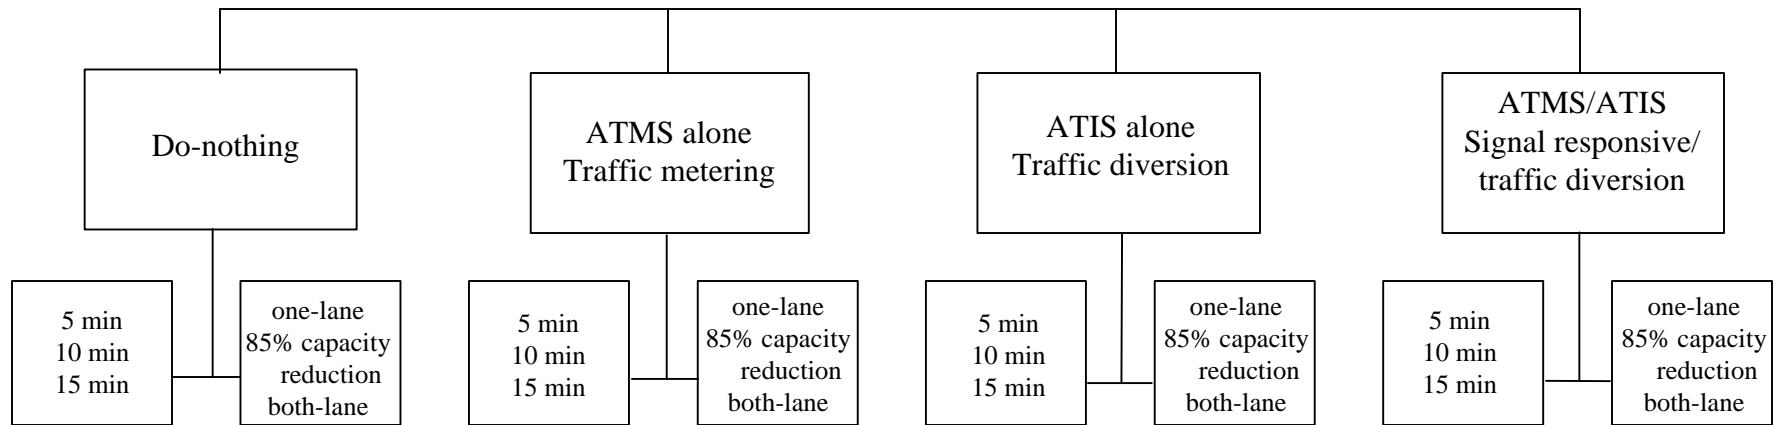 Do-nothing
ATMS alone
Traffic metering
ATIS alone
Traffic diversion
ATMS/ATIS
Signal responsive/
traffic diversion
5 min
10 min
15 min
one-lane
85% capacity
reduction
both-lane
5 min
10 min
15 min
one-lane
85% capacity
reduction
both-lane
5 min
10 min
15 min
one-lane
85% capacity
reduction
both-lane
5 min
10 min
15 min
one-lane
85% capacity
reduction
both-lane